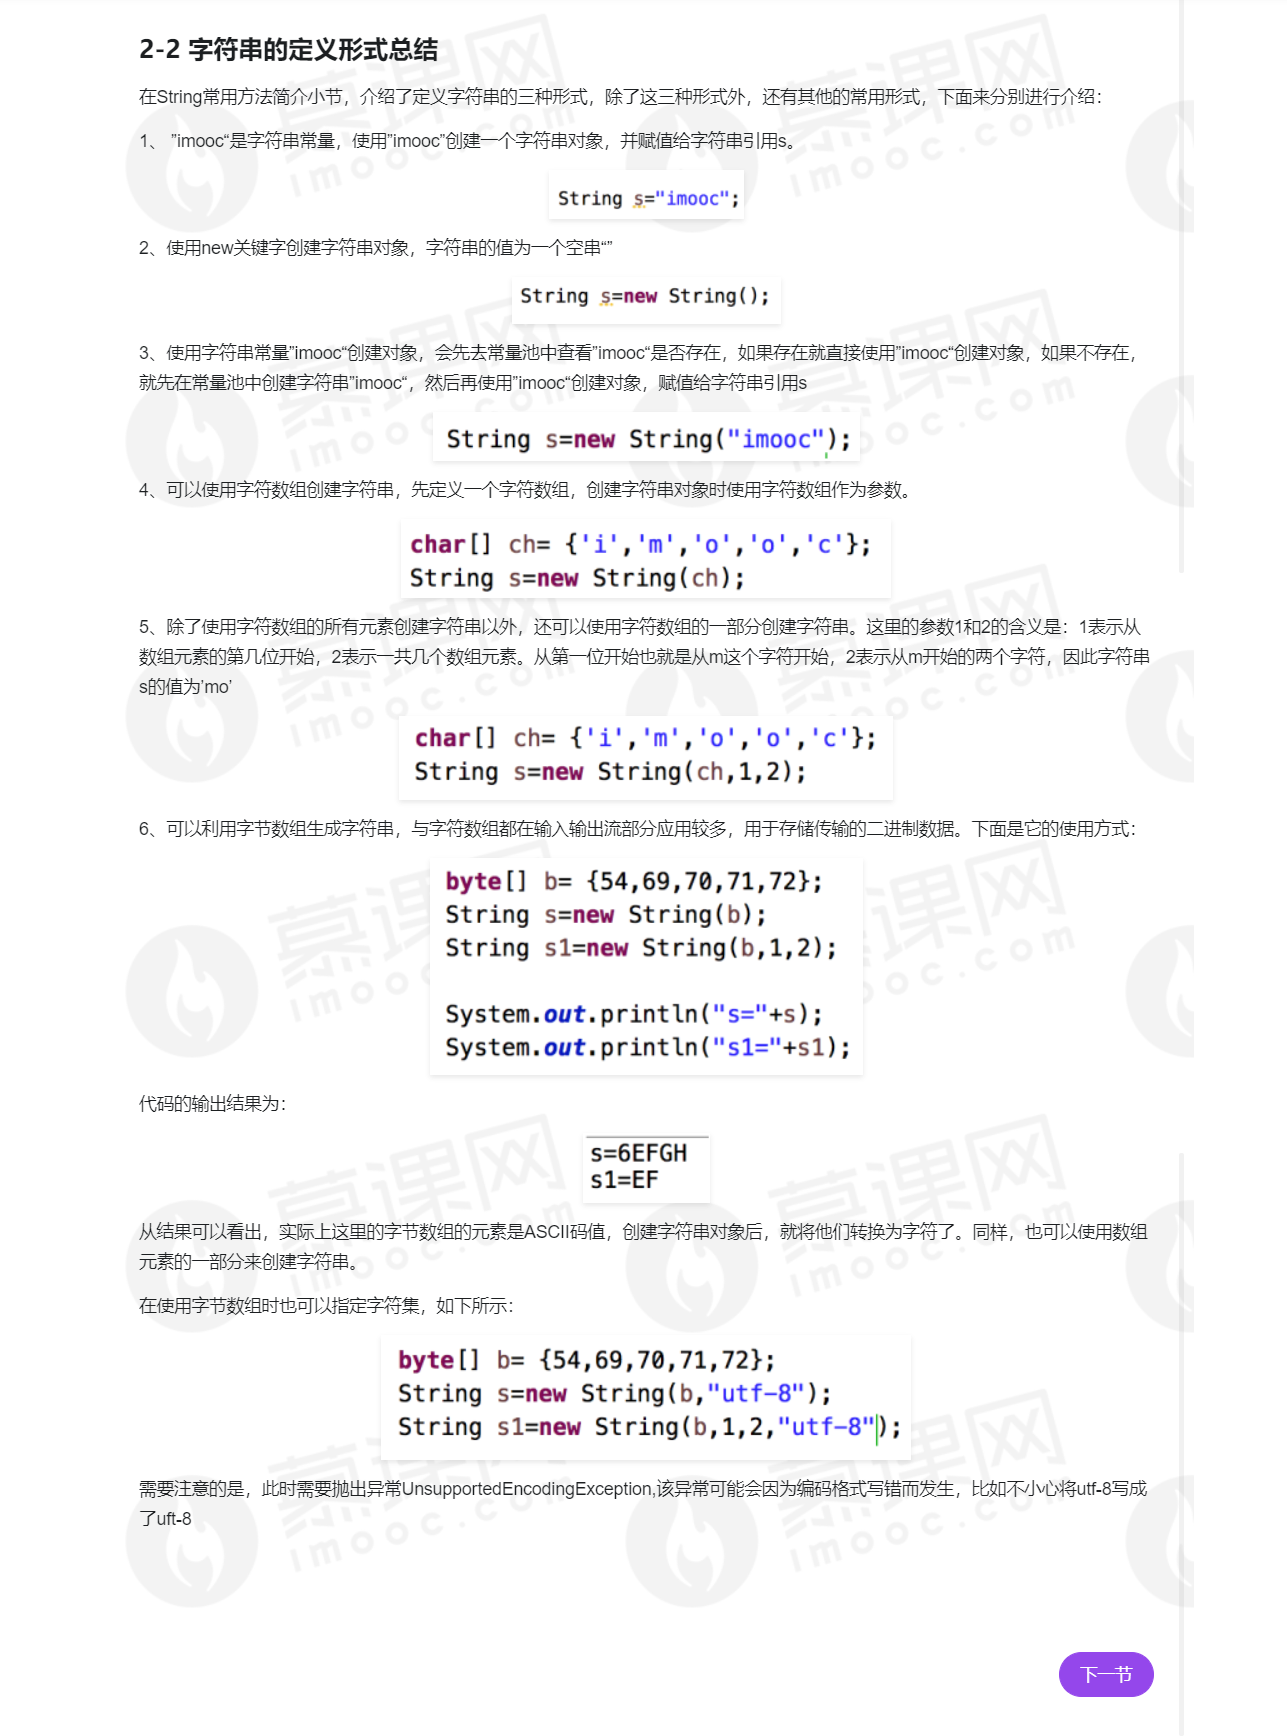 2-2 字符串的定义形式总结
在String常用方法简介小节，介绍了定义字符串的三种形式，除了这三种形式外，还有其他的常用形式，下面来分别进行介绍：
1、 ”imooc“是字符串常量，使用”imooc”创建一个字符串对象，并赋值给字符串引用s。
String s="imooc";
2、使用new关键字创建字符串对象，字符串的值为一个空串“”
String s=new String();
3、使用字符串常量”imooc“创建对象，会先去常量池中查看”imooc“是否存在，如果存在就直接使用”imooc“创建对象，如果不存在，
就先在常量池中创建字符串”imooc“，然后再使用”imooc“创建对象，赋值给字符串引用s
String s=new String("imooc");
4、可以使用字符数组创建字符串，先定义一个字符数组，创建字符串对象时使用字符数组作为参数。
char[] ch= {'i','m','o','o','c'};
String s=new String(ch);
5、除了使用字符数组的所有元素创建字符串以外，还可以使用字符数组的一部分创建字符串。这里的参数1和2的含义是：1表示从
数组元素的第几位开始，2表示一共几个数组元素。从第一位开始也就是从m这个字符开始，2表示从m开始的两个字符，因此字符串
s的值为’mo’
char[] ch= {'i','m','o','o','c'};
String s=new String(ch,1,2);
6、可以利用字节数组生成字符串，与字符数组都在输入输出流部分应用较多，用于存储传输的二进制数据。下面是它的使用方式：
byte[] b= {54,69,70,71,72};
String s=new String(b);
String s1=new String(b,1,2);
System.out.println("s="+s);
System.out.println("s1="+s1);
代码的输出结果为：
s=6EFGH
s1=EF
从结果可以看出，实际上这里的字节数组的元素是ASCII码值，创建字符串对象后，就将他们转换为字符了。同样，也可以使用数组
元素的一部分来创建字符串。
在使用字节数组时也可以指定字符集，如下所示：
byte[] b= {54,69,70,71,72};
String s=new String(b,"utf-8");
String s1=new String(b,1,2,"utf-8");
需要注意的是，此时需要抛出异常UnsupportedEncodingException,该异常可能会因为编码格式写错而发生，比如不小心将utf-8写成
了uft-8
下一节